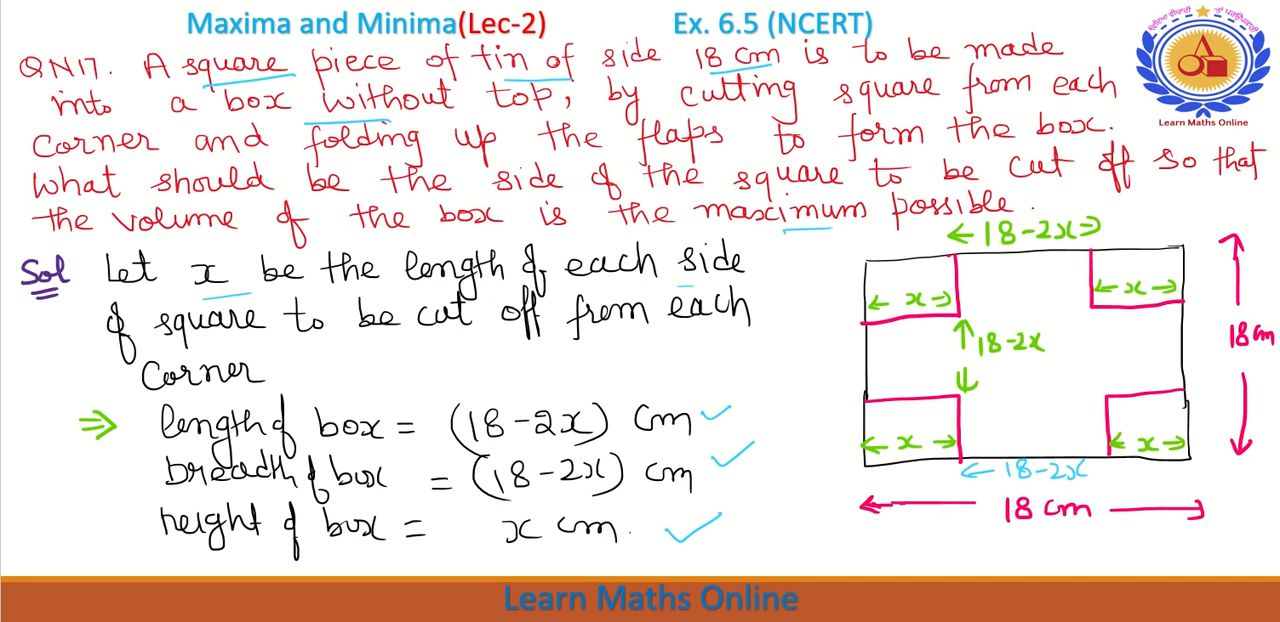 Maxima and Minima(Lec-2) Ex. 6.5 (NCERT)
QN17. A square piece of tin of side 18 cm is to be made
into a box without top, by cutting square from each
corner and folding up the flaps to form the box.
What should be the side of the square to be cut off so that
the volume of the box is the maximum possible.
Learn Maths Online
Sol Let x be the length of each side
of square to be cut off from each
corner
⇒ length of box = (18-2x) cm ✓
breadth of box = (18-2x) cm ✓
height of box = x cm. ✓
← 18-2x →
← x →
← x →
18-2x
18 cm
← x →
← x →
← 18-2x
18 cm
Learn Maths Online